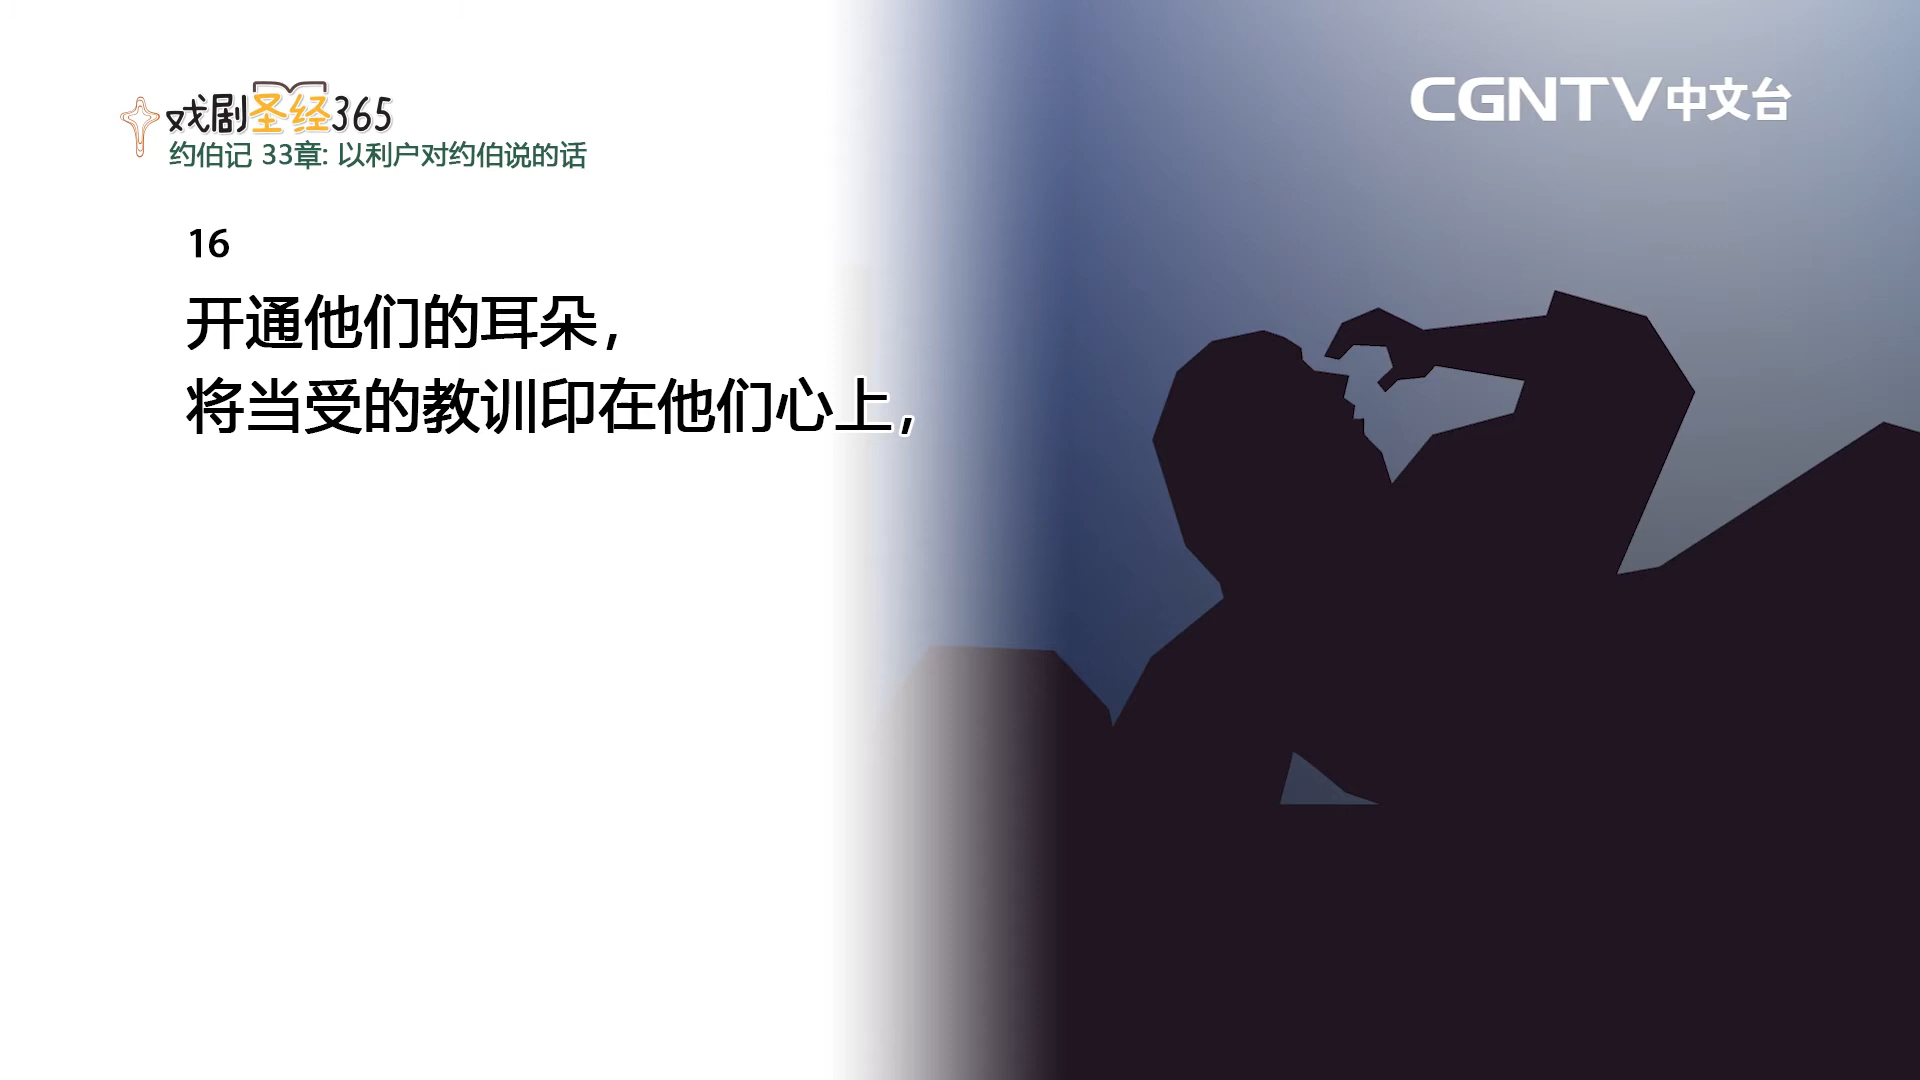 戏剧圣经365
CGNTV中文台
约伯记 33章: 以利户对约伯说的话
16
开通他们的耳朵,
将当受的教训印在他们心上,